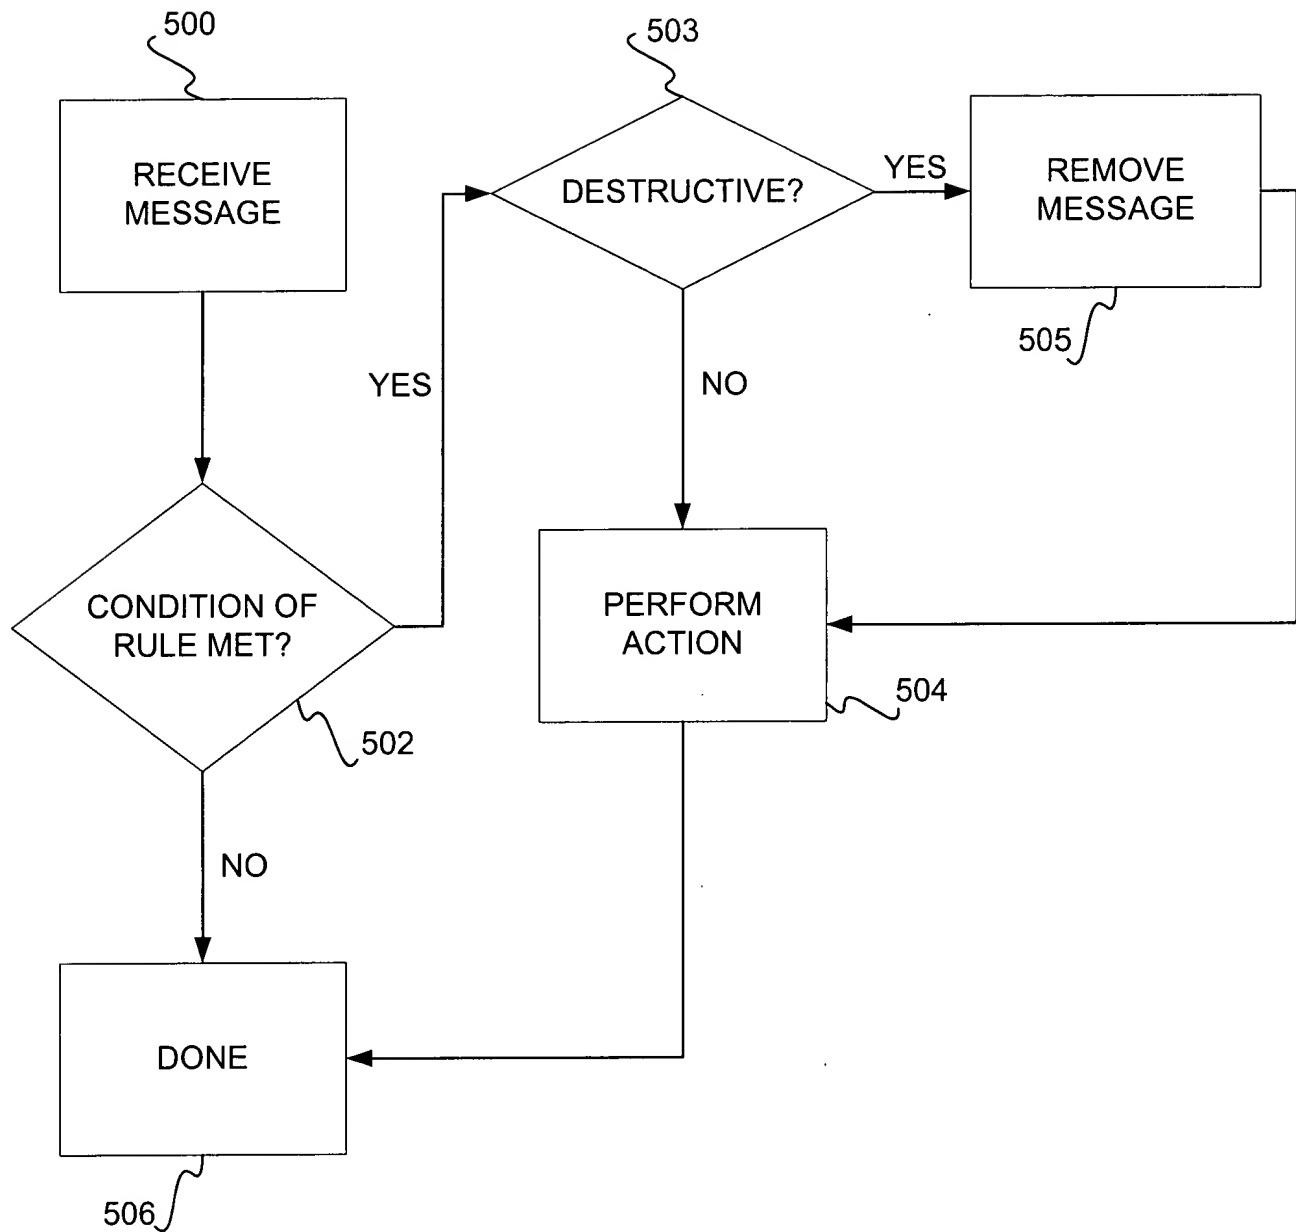 500
RECEIVE
MESSAGE
503
DESTRUCTIVE?
YES
REMOVE
MESSAGE
505
YES
NO
CONDITION OF
RULE MET?
502
PERFORM
ACTION
504
NO
DONE
506